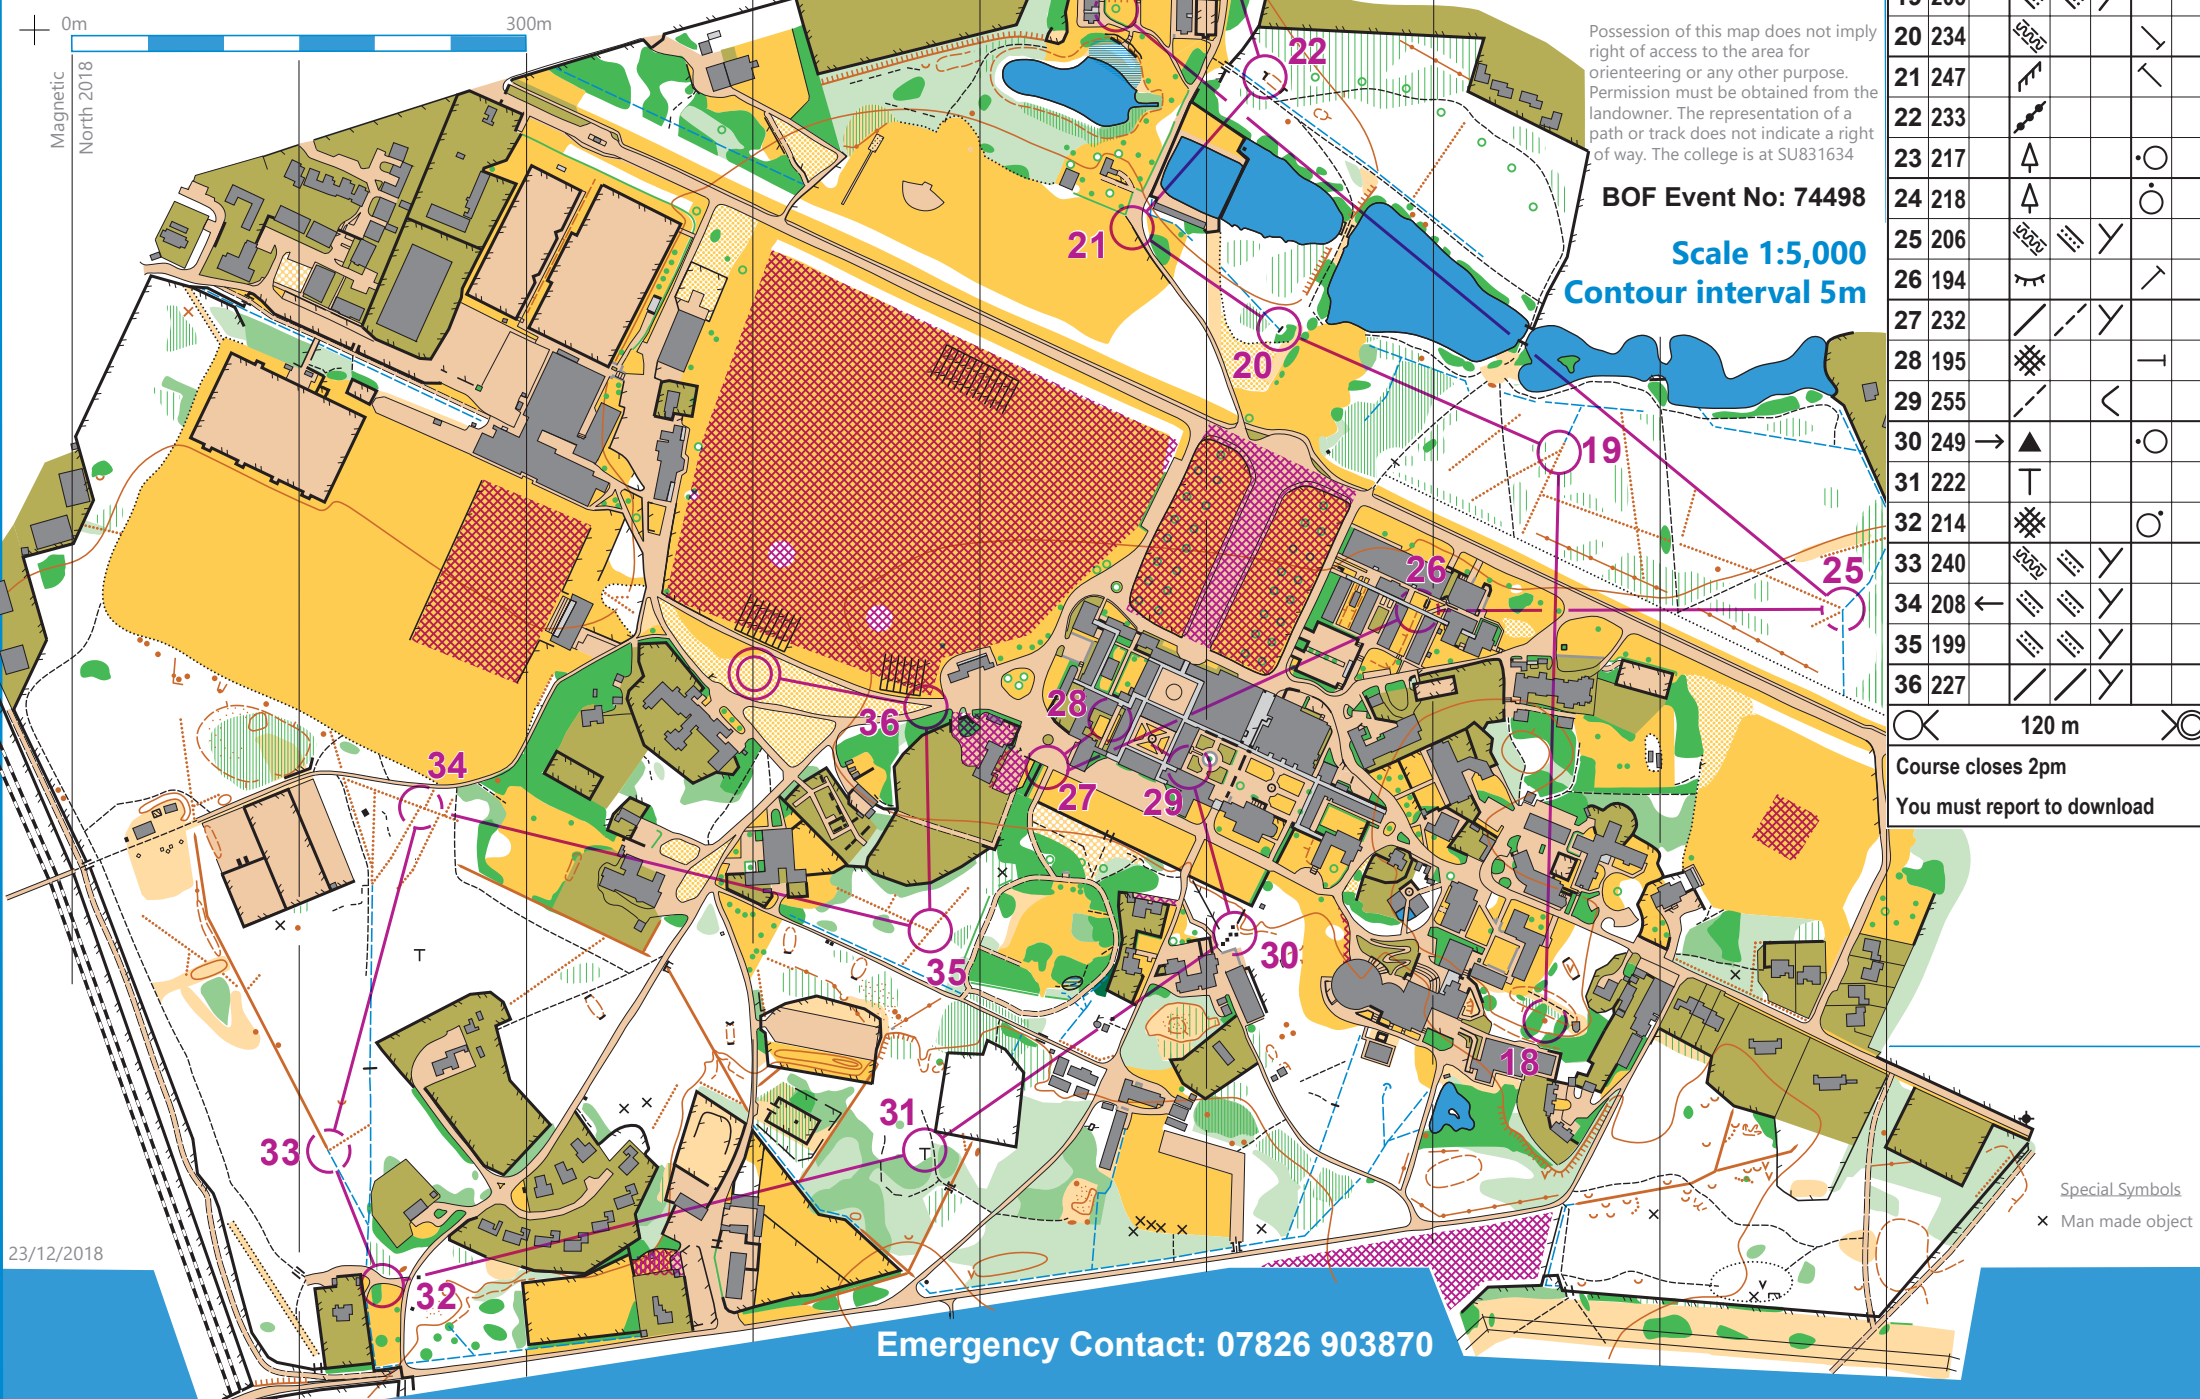 0m 300m
Magnetic
North 2018
Possession of this map does not imply
right of access to the area for
orienteering or any other purpose.
Permission must be obtained from the
landowner. The representation of a
path or track does not indicate a right
of way. The college is at SU831634
BOF Event No: 74498
Scale 1:5,000
Contour interval 5m
20 234
21 247
22 233
23 217
24 218
25 206
26 194
27 232
28 195
29 255
30 249
31 222
32 214
33 240
34 208
35 199
36 227
120 m
Course closes 2pm
You must report to download
22
21
20
19
25
26
28
36
34
27
29
35
30
18
31
33
32
Special Symbols
× Man made object
23/12/2018
Emergency Contact: 07826 903870